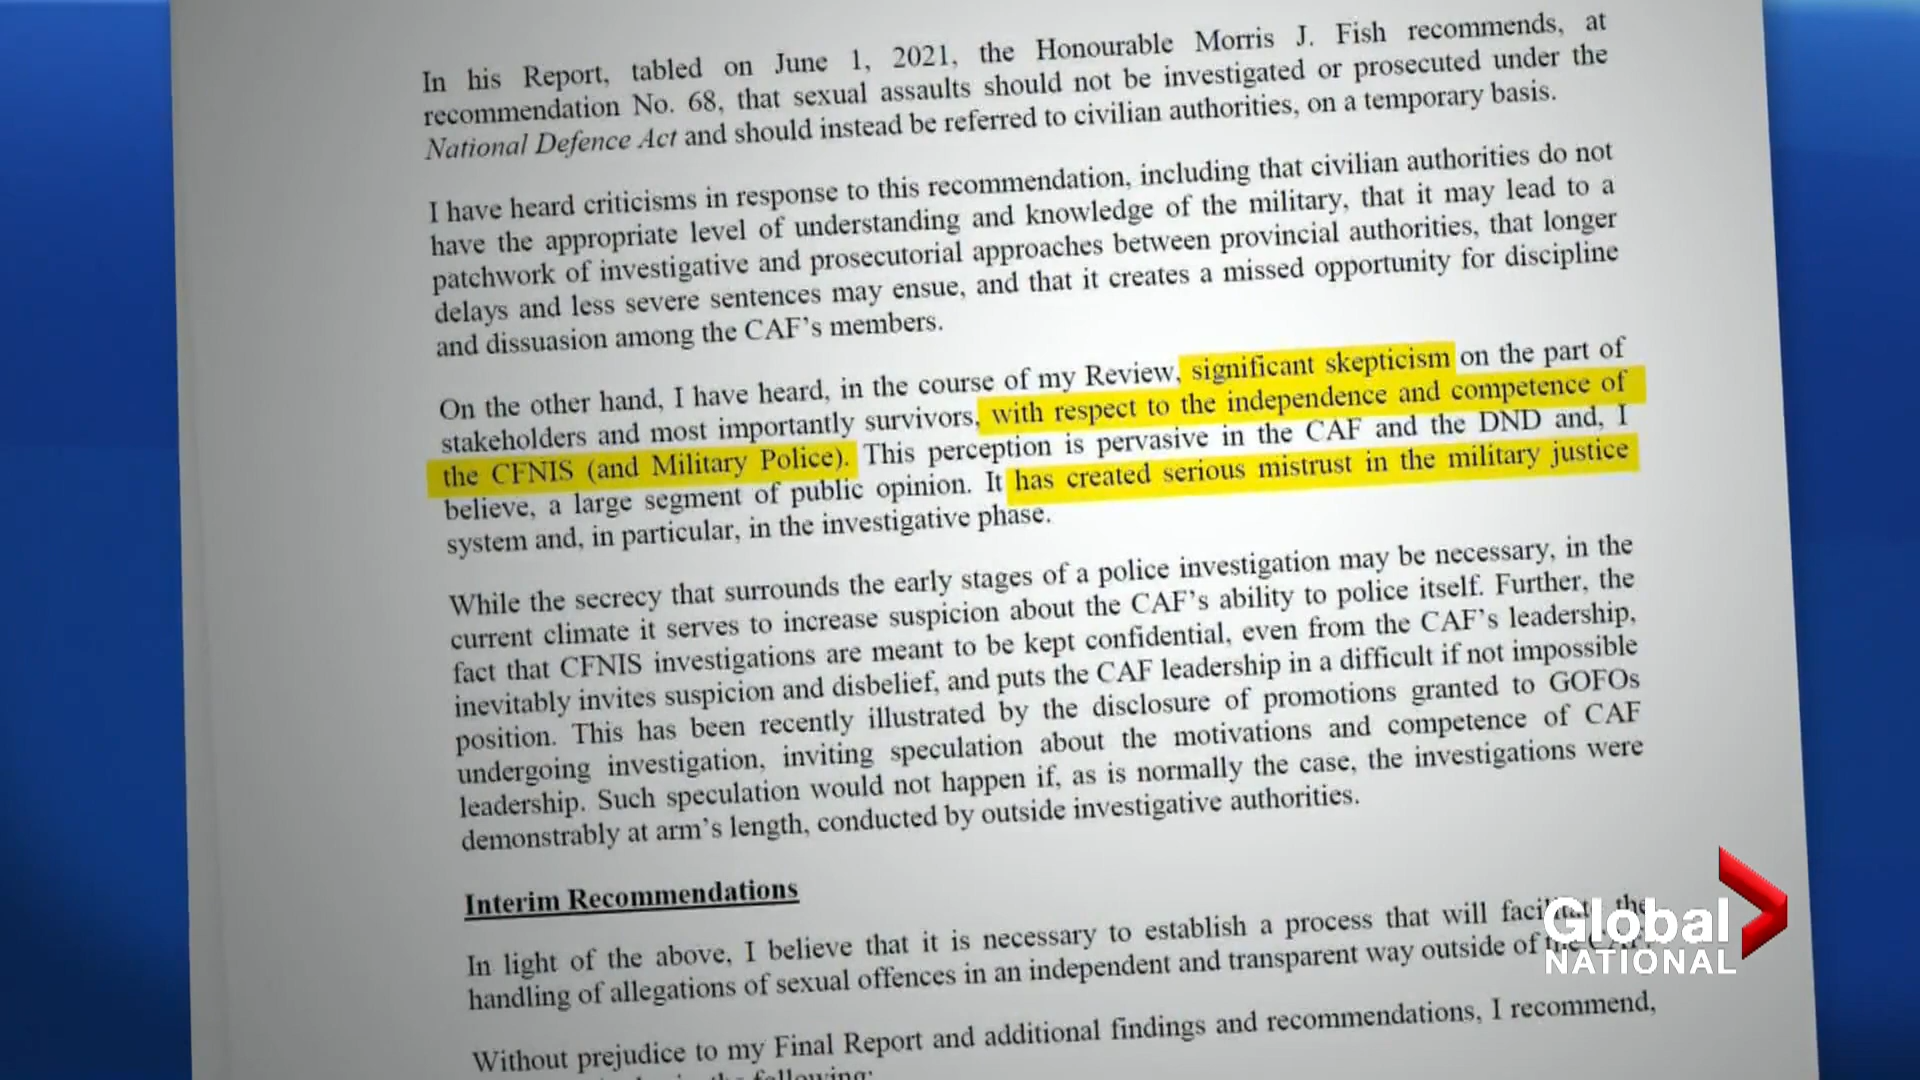 In his Report, tabled on June 1, 2021, the Honourable Morris J. Fish recommends, at
recommendation No. 68, that sexual assaults should not be investigated or prosecuted under the
National Defence Act and should instead be referred to civilian authorities, on a temporary basis.
I have heard criticisms in response to this recommendation, including that civilian authorities do not
have the appropriate level of understanding and knowledge of the military, that it may lead to a
patchwork of investigative and prosecutorial approaches between provincial authorities, that longer
delays and less severe sentences may ensue, and that it creates a missed opportunity for discipline
and dissuasion among the CAF's members.
On the other hand, I have heard, in the course of my Review, significant skepticism on the part of
stakeholders and most importantly survivors, with respect to the independence and competence of
the CFNIS (and Military Police). This perception is pervasive in the CAF and the DND and, I
believe, a large segment of public opinion. It has created serious mistrust in the military justice
system and, in particular, in the investigative phase.
While the secrecy that surrounds the early stages of a police investigation may be necessary, in the
current climate it serves to increase suspicion about the CAF's ability to police itself. Further, the
fact that CFNIS investigations are meant to be kept confidential, even from the CAF's leadership,
inevitably invites suspicion and disbelief, and puts the CAF leadership in a difficult if not impossible
position. This has been recently illustrated by the disclosure of promotions granted to GOFOs
undergoing investigation, inviting speculation about the motivations and competence of CAF
leadership. Such speculation would not happen if, as is normally the case, the investigations were
demonstrably at arm's length, conducted by outside investigative authorities.
Interim Recommendations
In light of the above, I believe that it is necessary to establish a process that will facilitate the
handling of allegations of sexual offences in an independent and transparent way outside of the CAF.
Without prejudice to my Final Report and additional findings and recommendations, I recommend,
the following:
Global
NATIONAL